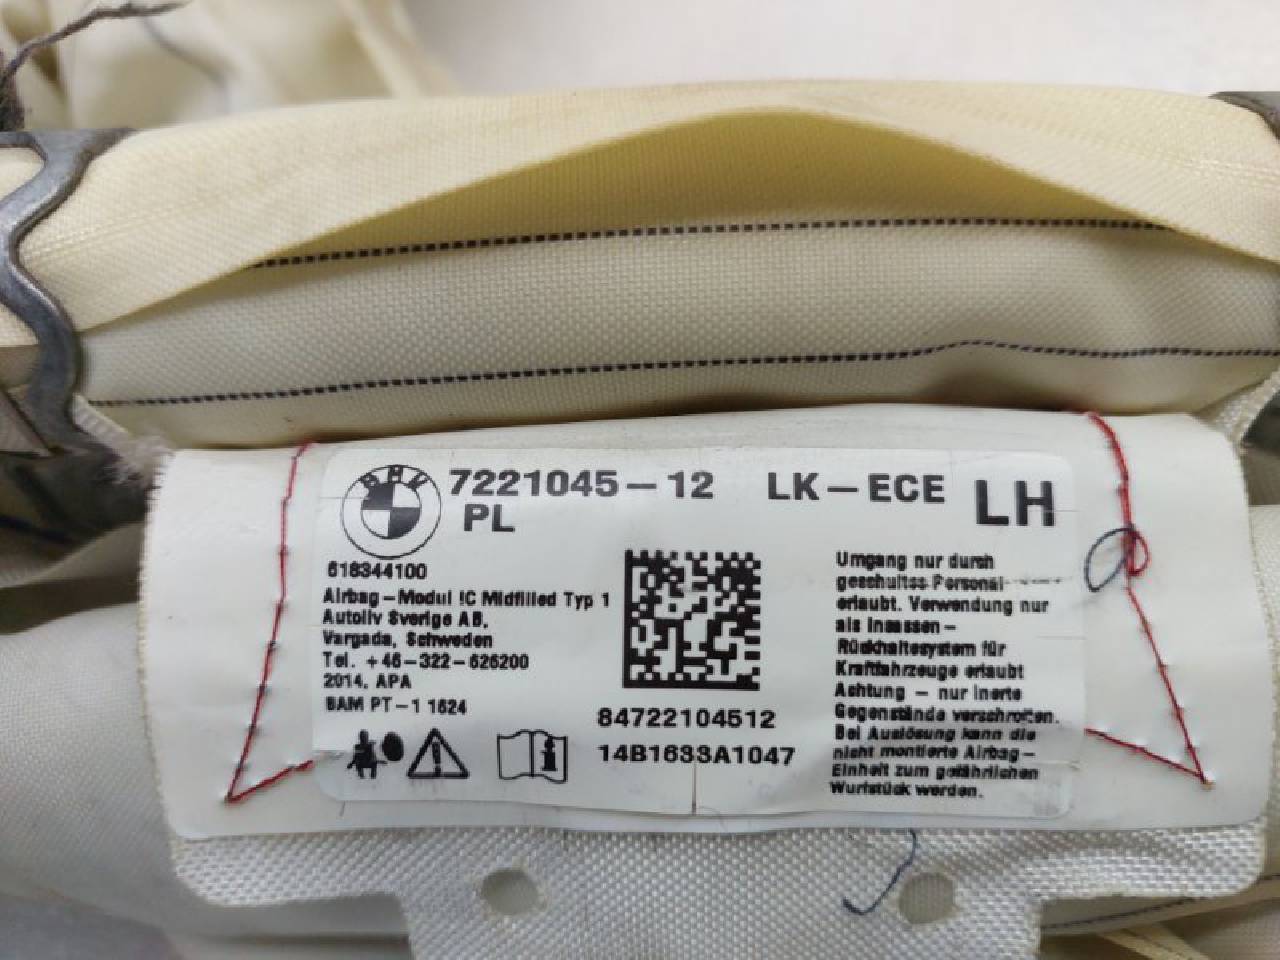 BMW
7221045-12 LK-ECE LH
PL
618344100
Airbag-Modul IC Midfilled Typ 1
Autoliv Sverige AB,
Vargada, Schweden
Tel. +46-322-626200
2014, APA
BAM PT-1 1624
84722104512
14B1633A1047
Umgang nur durch
geschultes Personal
erlaubt. Verwendung nur
als Insassen-
Rückhaltesystem für
Kraftfahrzeuge erlaubt
Achtung - nur inerte
Gegenstände verschrotten.
Bei Auslösung kann die
nicht montierte Airbag-
Einheit zum gefährlichen
Wurfstück werden.